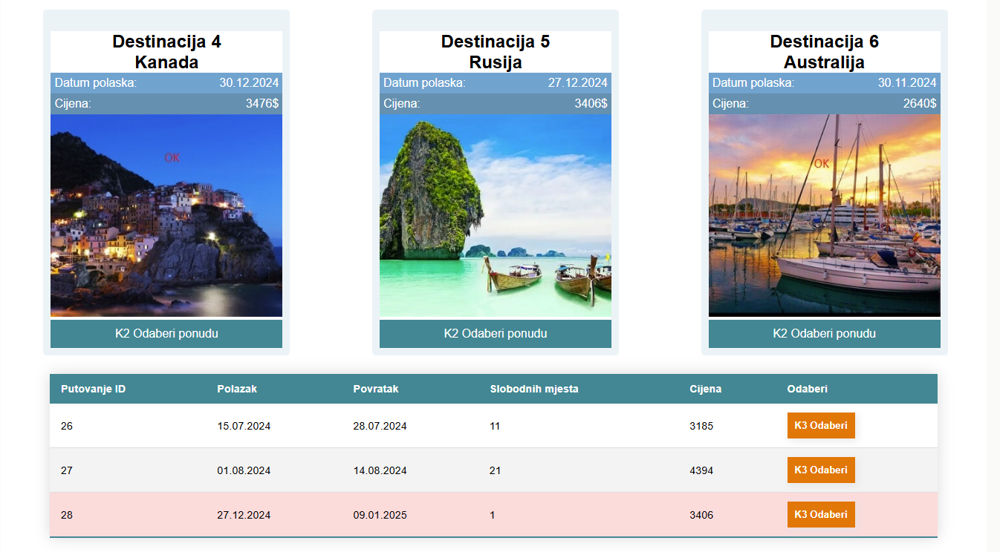 Destinacija 4
Kanada
Datum polaska: 30.12.2024
Cijena: 3476$
OK
K2 Odaberi ponudu
Destinacija 5
Rusija
Datum polaska: 27.12.2024
Cijena: 3406$
K2 Odaberi ponudu
Destinacija 6
Australija
Datum polaska: 30.11.2024
Cijena: 2640$
OK
K2 Odaberi ponudu
Putovanje ID Polazak Povratak Slobodnih mjesta Cijena Odaberi
26 15.07.2024 28.07.2024 11 3185 K3 Odaberi
27 01.08.2024 14.08.2024 21 4394 K3 Odaberi
28 27.12.2024 09.01.2025 1 3406 K3 Odaberi